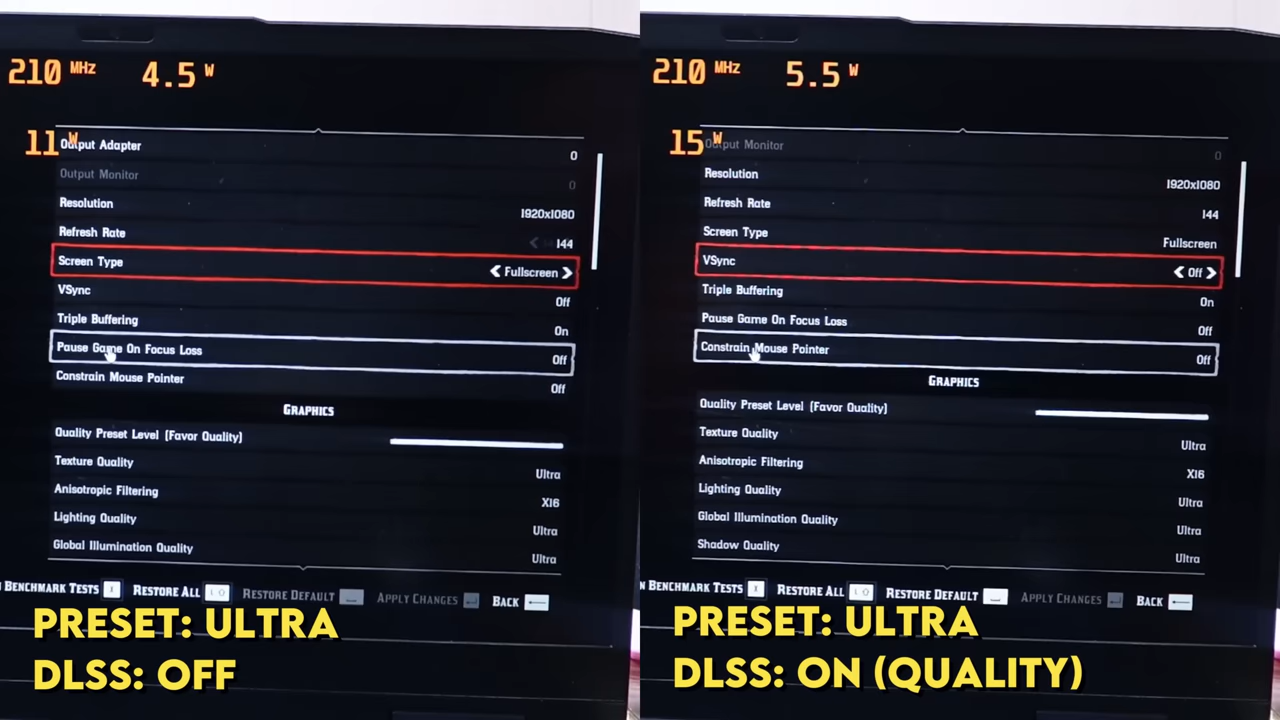 210 MHz 4.5 W
11 W
Output Adapter 0
Output Monitor 0
Resolution 1920x1080
Refresh Rate 144
Screen Type Fullscreen
VSync Off
Triple Buffering On
Pause Game On Focus Loss Off
Constrain Mouse Pointer Off
GRAPHICS
Quality Preset Level (Favor Quality)
Texture Quality Ultra
Anisotropic Filtering X16
Lighting Quality Ultra
Global Illumination Quality Ultra
BENCHMARK TESTS RESTORE ALL RESTORE DEFAULT APPLY CHANGES BACK
PRESET: ULTRA
DLSS: OFF
210 MHz 5.5 W
15 W
Output Monitor 0
Resolution 1920x1080
Refresh Rate 144
Screen Type Fullscreen
VSync Off
Triple Buffering On
Pause Game On Focus Loss Off
Constrain Mouse Pointer Off
GRAPHICS
Quality Preset Level (Favor Quality)
Texture Quality Ultra
Anisotropic Filtering X16
Lighting Quality Ultra
Global Illumination Quality Ultra
Shadow Quality Ultra
BENCHMARK TESTS RESTORE ALL RESTORE DEFAULT APPLY CHANGES BACK
PRESET: ULTRA
DLSS: ON (QUALITY)